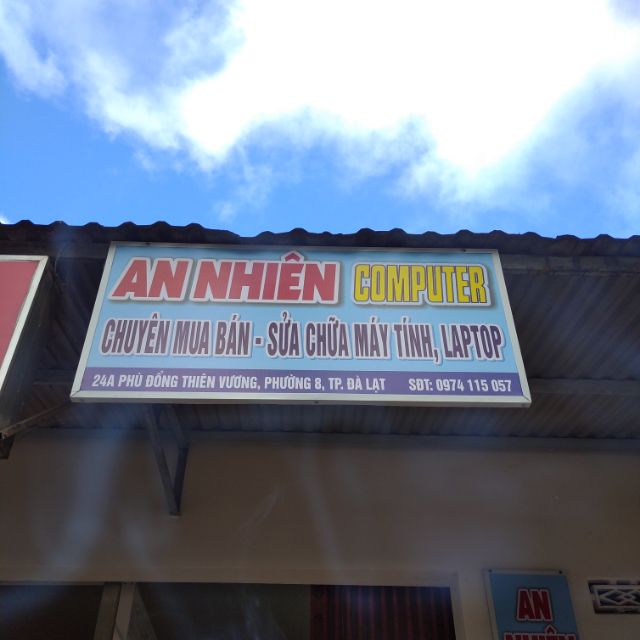 AN NHIÊN COMPUTER
CHUYÊN MUA BÁN - SỬA CHỮA MÁY TÍNH, LAPTOP
24A PHÙ ĐỔNG THIÊN VƯƠNG, PHƯỜNG 8, TP. ĐÀ LẠT SĐT: 0974 115 057
AN